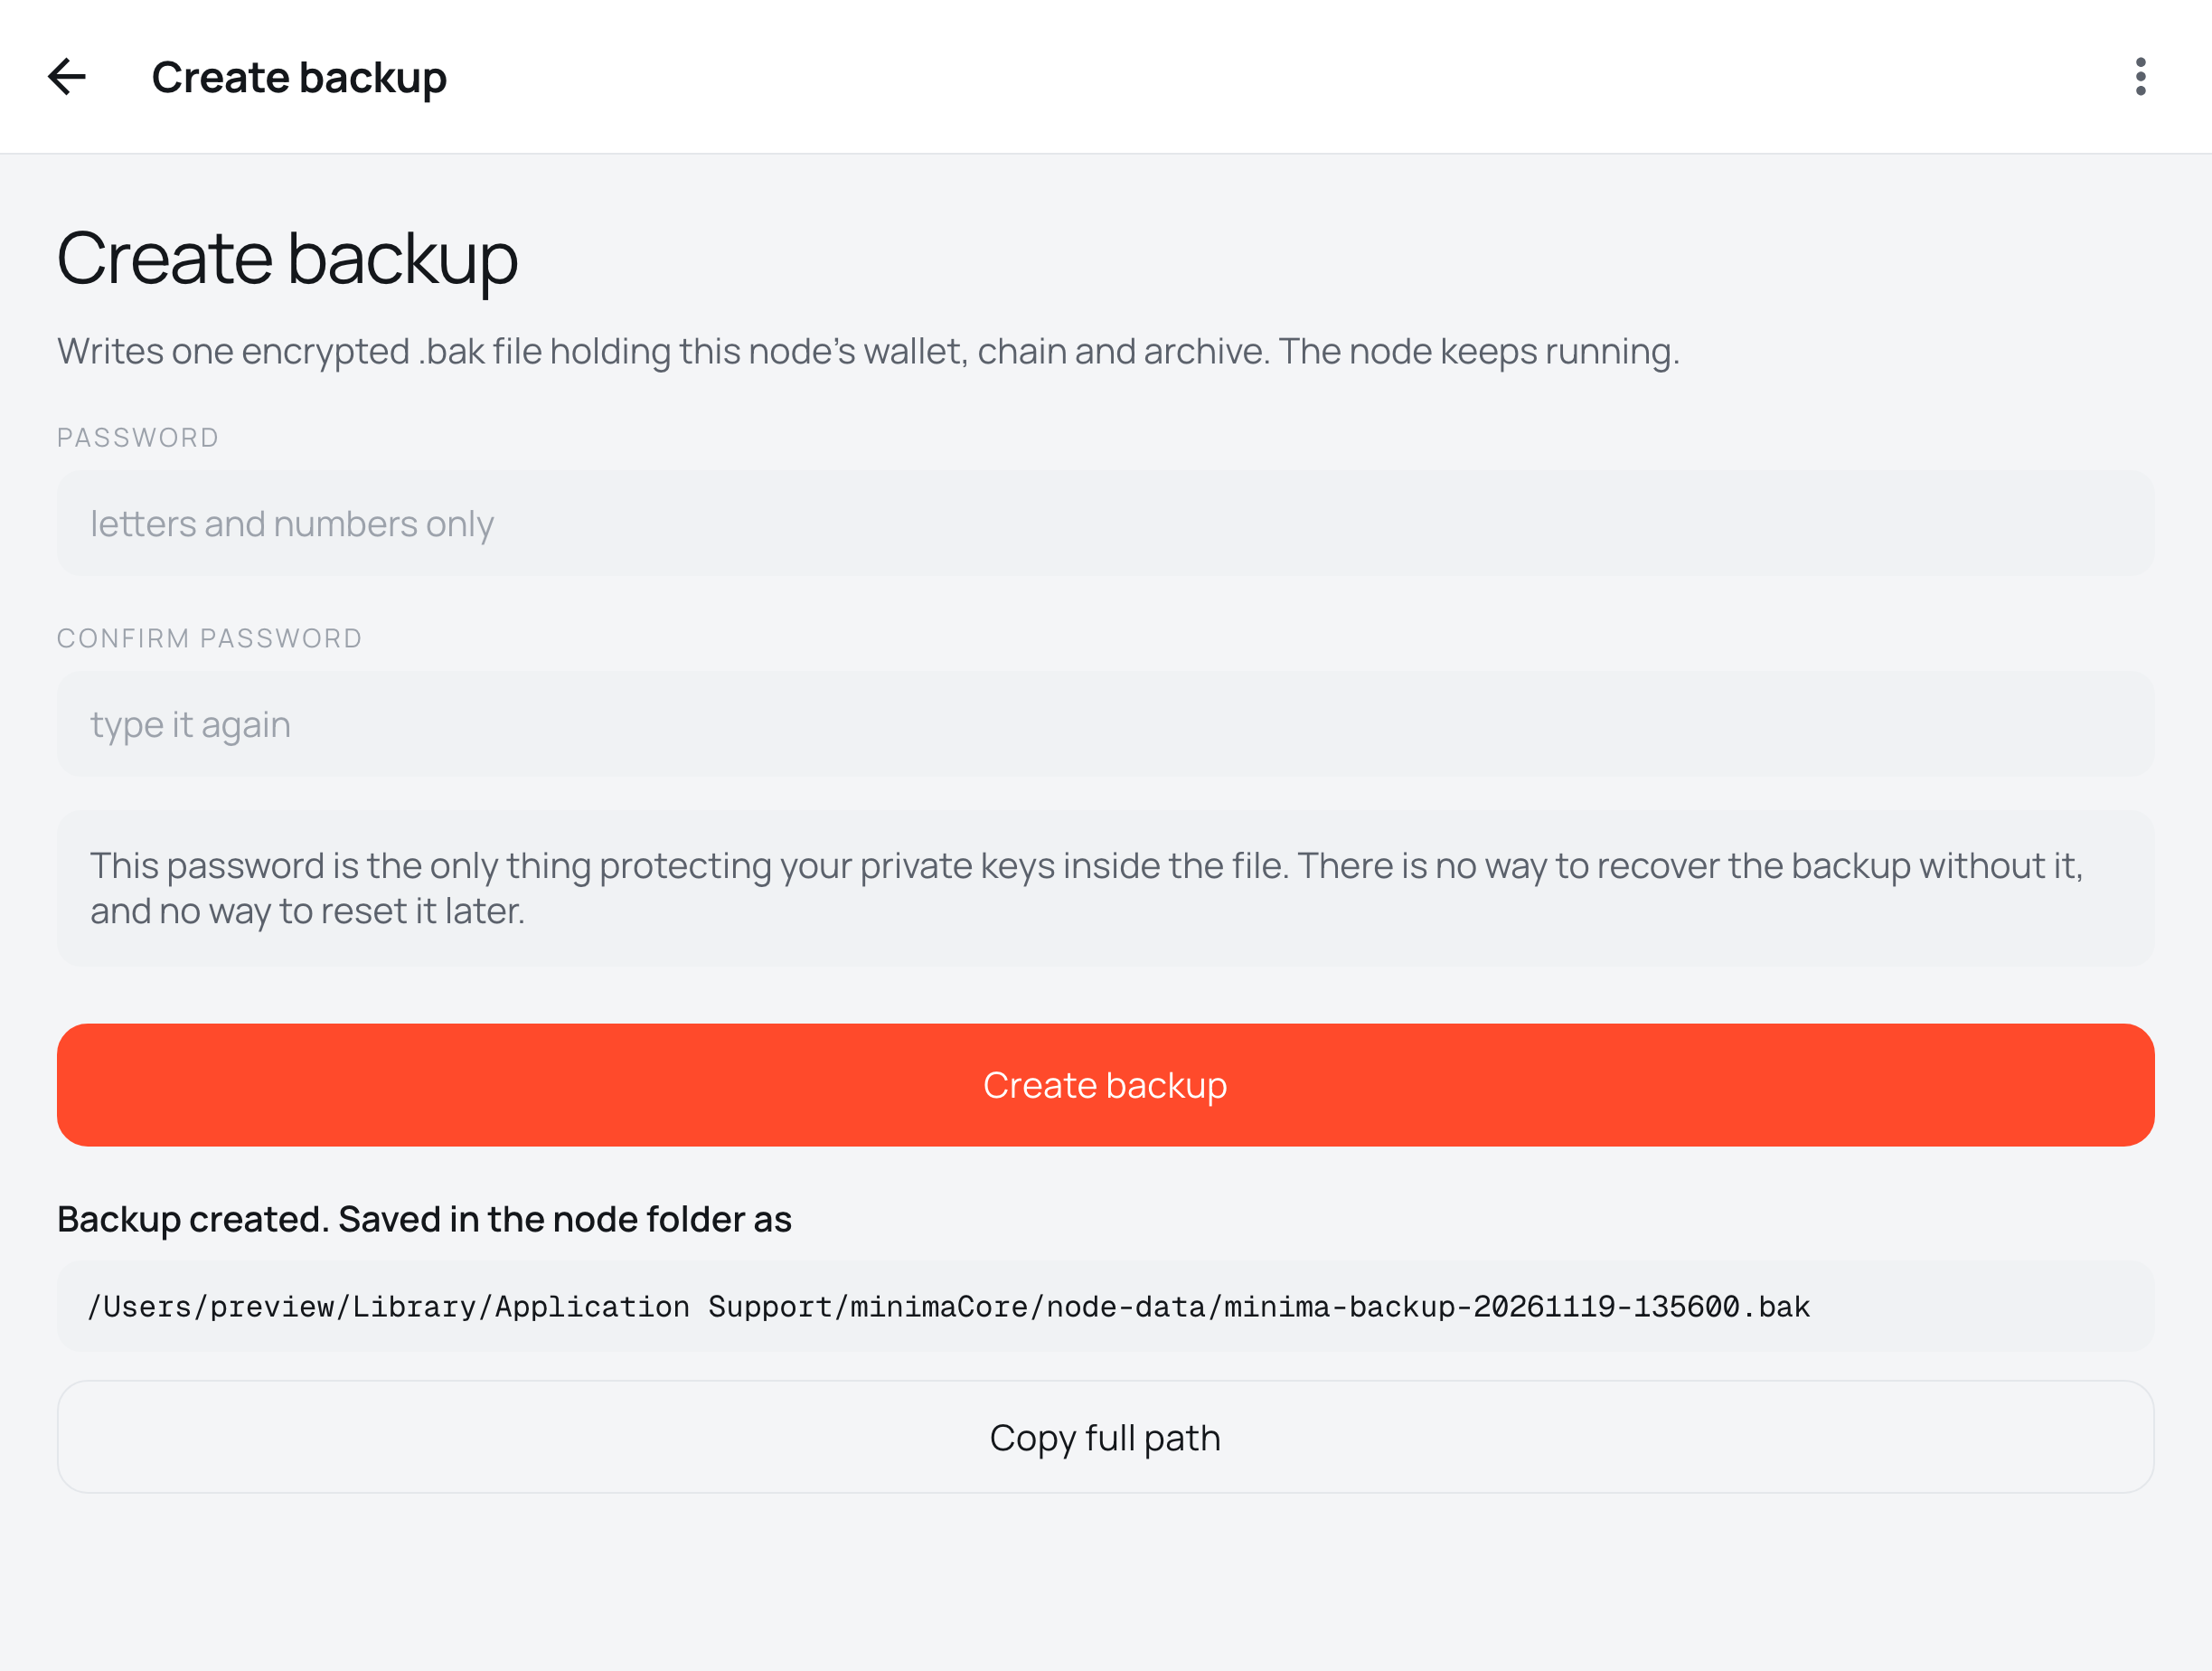 Create backup
Create backup
Writes one encrypted .bak file holding this node’s wallet, chain and archive. The node keeps running.
PASSWORD
letters and numbers only
CONFIRM PASSWORD
type it again
This password is the only thing protecting your private keys inside the file. There is no way to recover the backup without it,
and no way to reset it later.
Create backup
Backup created. Saved in the node folder as
/Users/preview/Library/Application Support/minimaCore/node-data/minima-backup-20261119-135600.bak
Copy full path